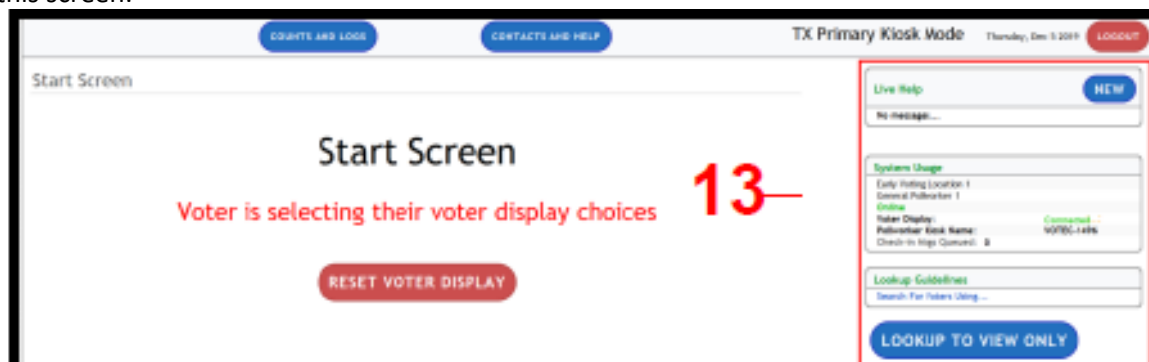 this screen.
COUNTS AND LOGS
CONTACTS AND HELP
TX Primary Kiosk Mode
Thursday, Dec 5 2019
LOGOUT
Start Screen
Start Screen
Voter is selecting their voter display choices
RESET VOTER DISPLAY
13
Live Help
NEW
No message...
System Usage
Early Voting Location 1
General Pollworker 1
Online
Voter Display: Connected
Pollworker Kiosk Name: VOTEC-1496
Check-in Msgs Queued: 0
Lookup Guidelines
Search For Voters Using...
LOOKUP TO VIEW ONLY